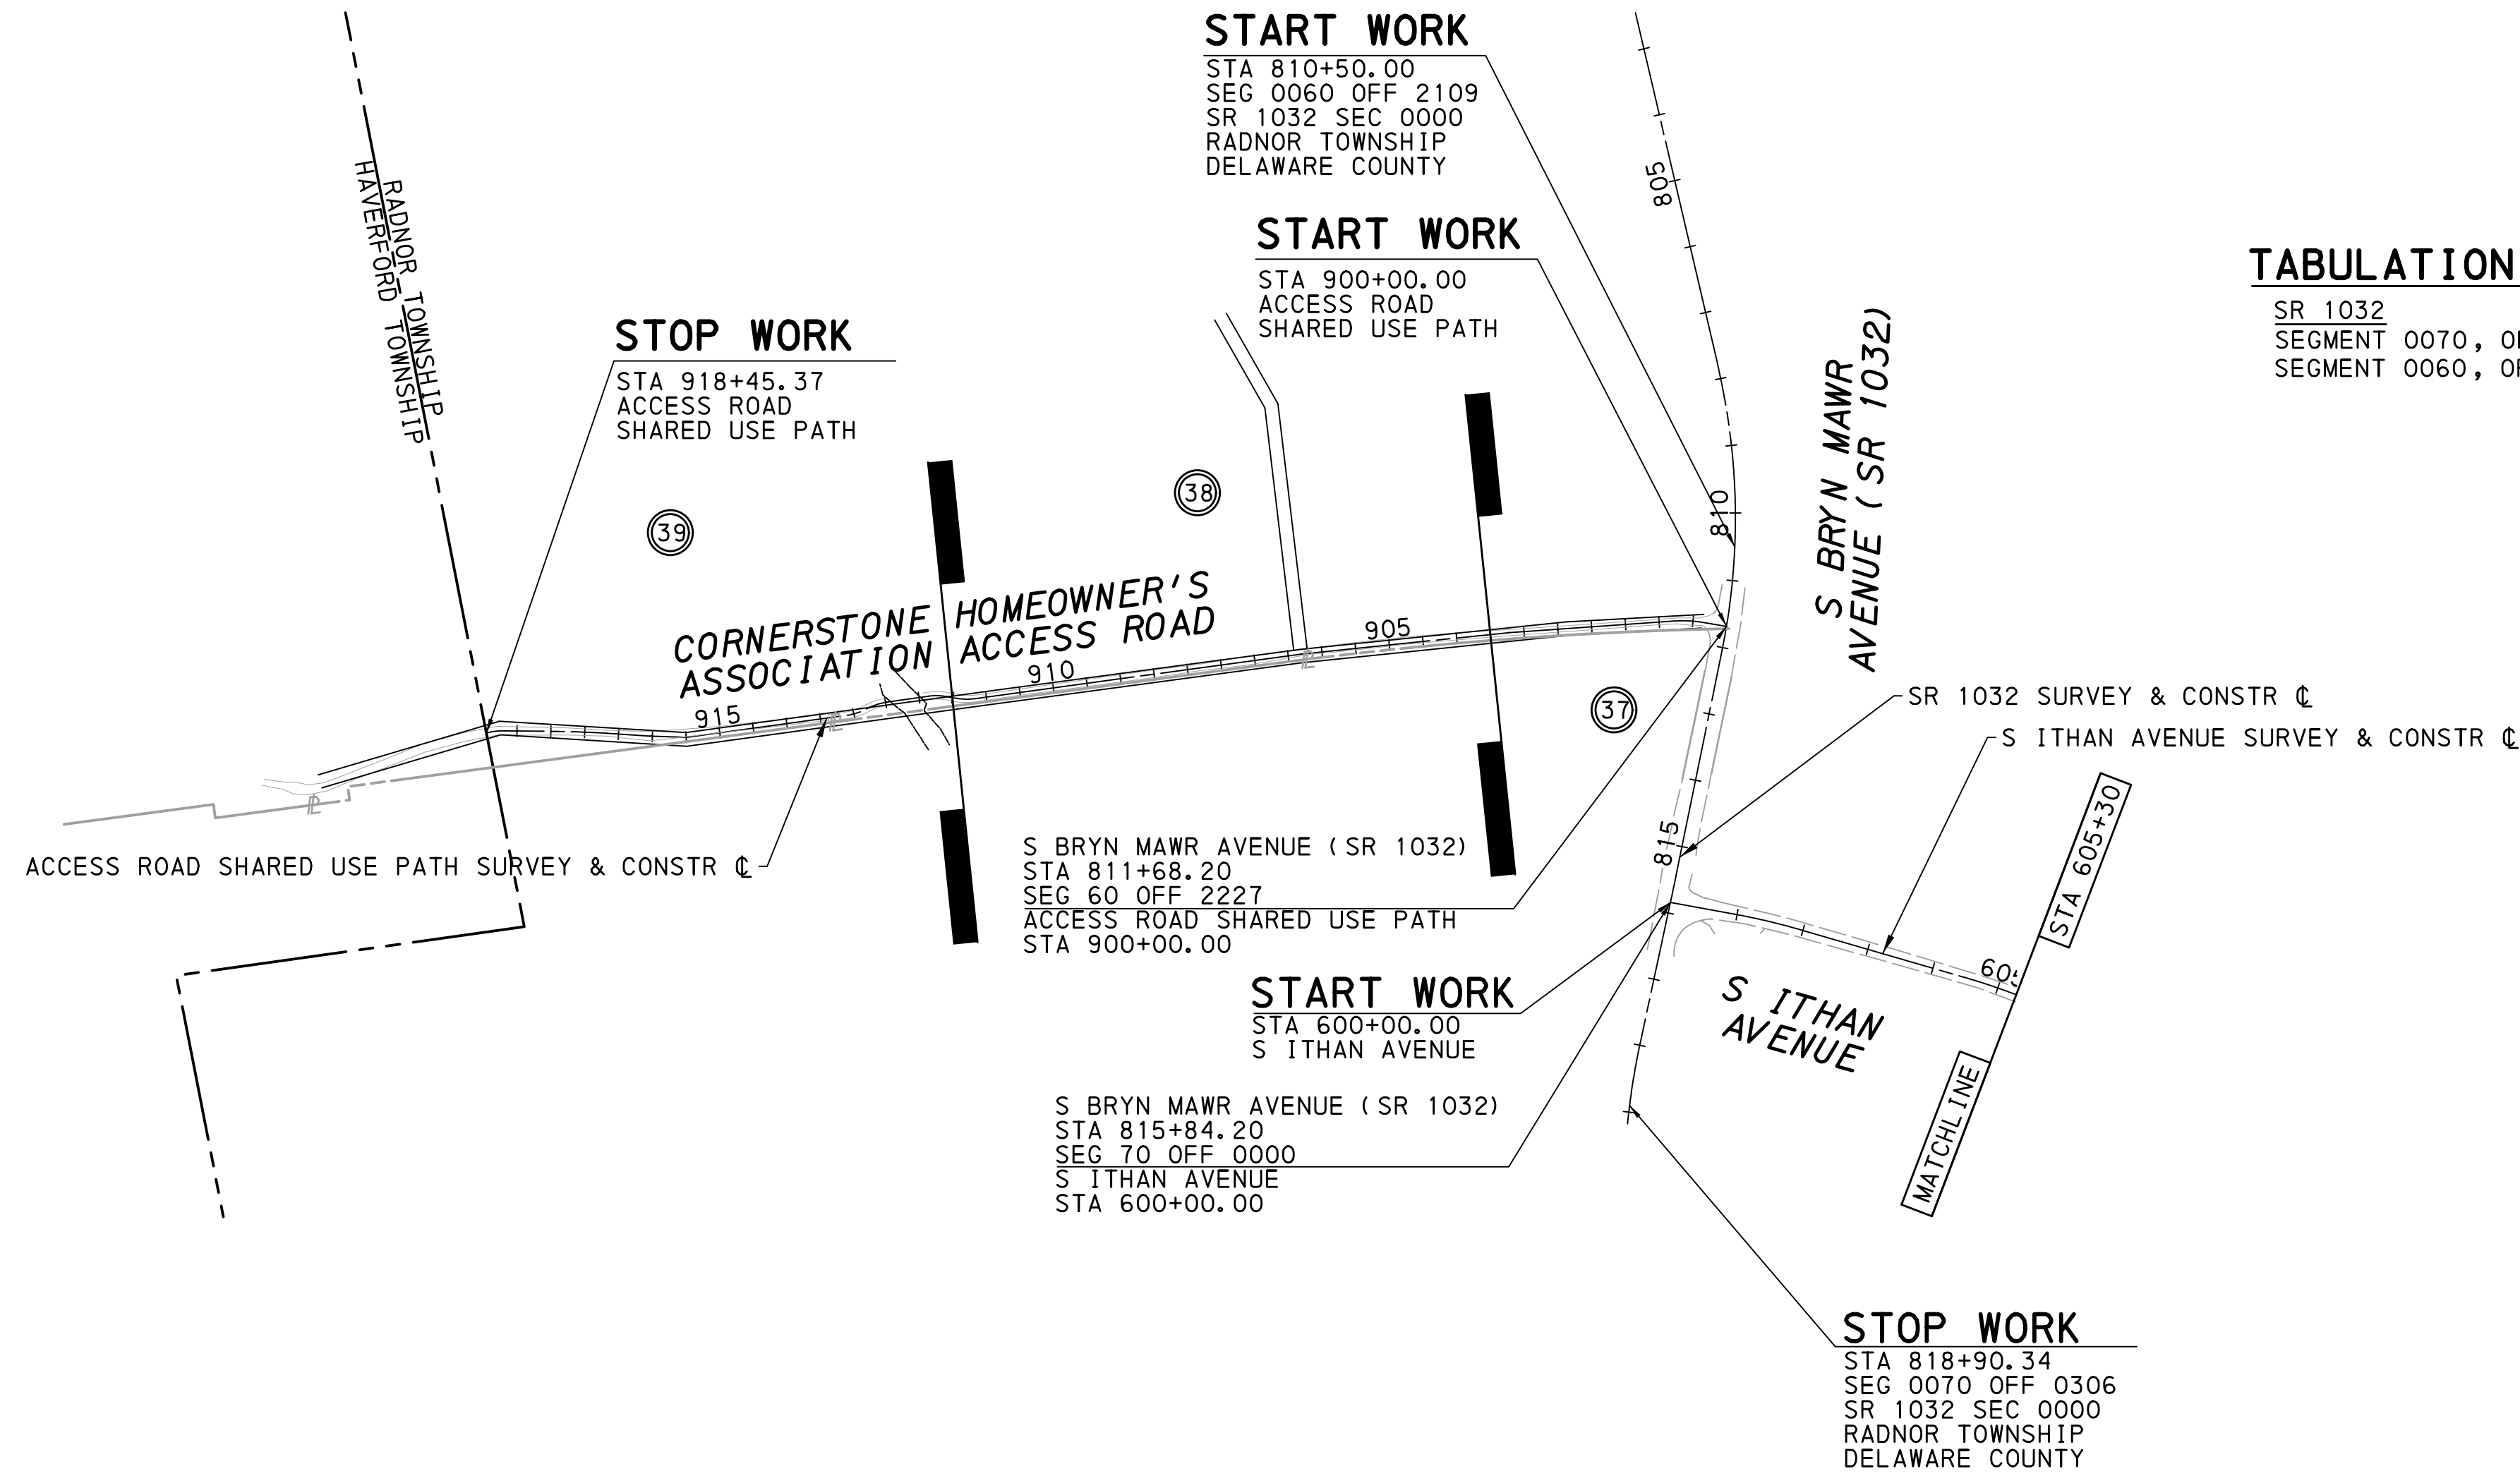 START WORK
STA 810+50.00
SEG 0060 OFF 2109
SR 1032 SEC 0000
RADNOR TOWNSHIP
DELAWARE COUNTY
805
RADNOR TOWNSHIP
HAVERFORD TOWNSHIP
START WORK
STA 900+00.00
ACCESS ROAD
SHARED USE PATH
TABULATION
SR 1032
SEGMENT 0070,
SEGMENT 0060,
STOP WORK
STA 918+45.37
ACCESS ROAD
SHARED USE PATH
S BRYN MAWR
AVENUE (SR 1032)
39
38
810
CORNERSTONE HOMEOWNER'S
ASSOCIATION ACCESS ROAD
905
910
915
37
PL
PL
PL
SR 1032 SURVEY & CONSTR CL
S ITHAN AVENUE SURVEY & CONSTR CL
ACCESS ROAD SHARED USE PATH SURVEY & CONSTR CL
S BRYN MAWR AVENUE (SR 1032)
STA 811+68.20
SEG 60 OFF 2227
ACCESS ROAD SHARED USE PATH
STA 900+00.00
815
STA 605+30
START WORK
STA 600+00.00
S ITHAN AVENUE
S ITHAN
AVENUE
MATCHLINE
S BRYN MAWR AVENUE (SR 1032)
STA 815+84.20
SEG 70 OFF 0000
S ITHAN AVENUE
STA 600+00.00
STOP WORK
STA 818+90.34
SEG 0070 OFF 0306
SR 1032 SEC 0000
RADNOR TOWNSHIP
DELAWARE COUNTY